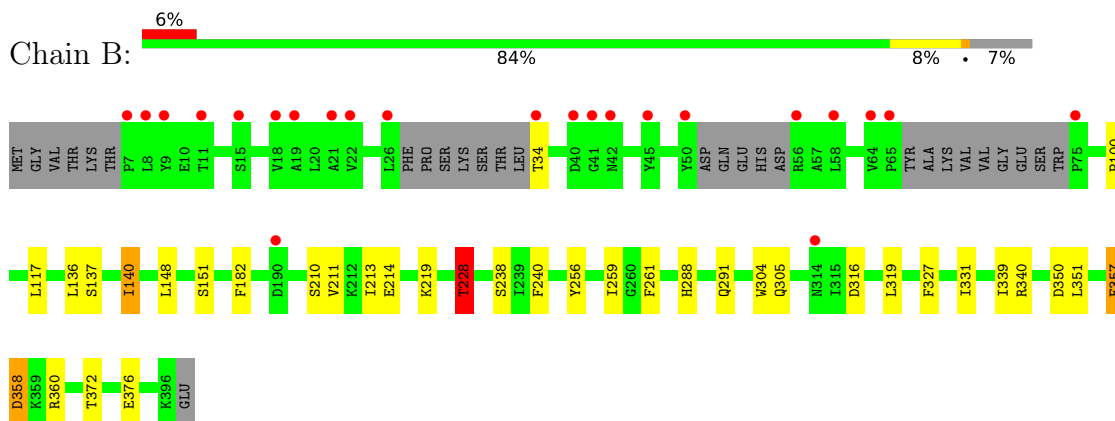 6%
Chain B:
84% 8% • 7%
MET GLY VAL THR LYS THR P7 L8 Y9 E10 T11 S15 V18 A19 L20 A21 V22 L26 PHE PRO SER LYS SER THR LEU T34 D40 G41 N42 Y45 Y50 ASP GLN GLU HIS ASP R56 A57 L58 V64 P65 TYR ALA LYS VAL VAL GLY GLU SER TRP P75
L117 L136 S137 I140 L148 S151 F182 D190 S210 V211 K212 I213 E214 K219 T228 S238 I239 F240 Y256 I259 G260 F261 H288 Q291 W304 Q305 N314 I315 D316 L319 F327 I331 I339 R340 D350 L351
D358 K359 R360 T372 E376 K396 GLU